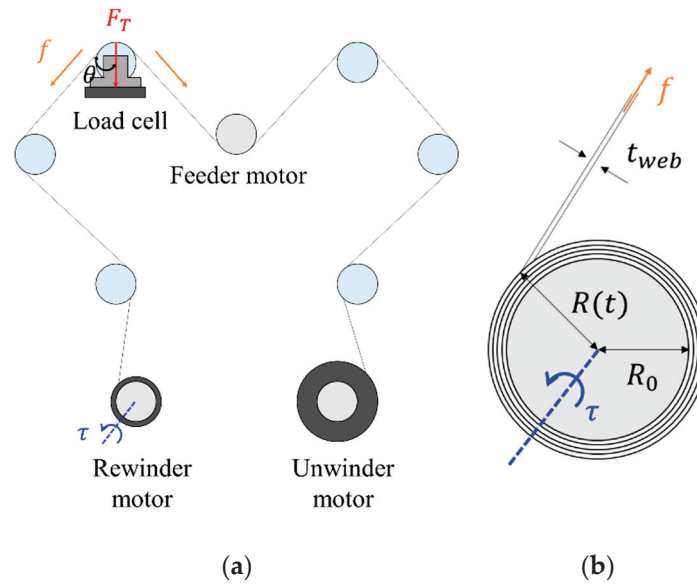 F_T
f
θ
Load cell
Feeder motor
τ
Rewinder
motor
Unwinder
motor
(a)
f
t_web
R(t)
R_0
τ
(b)